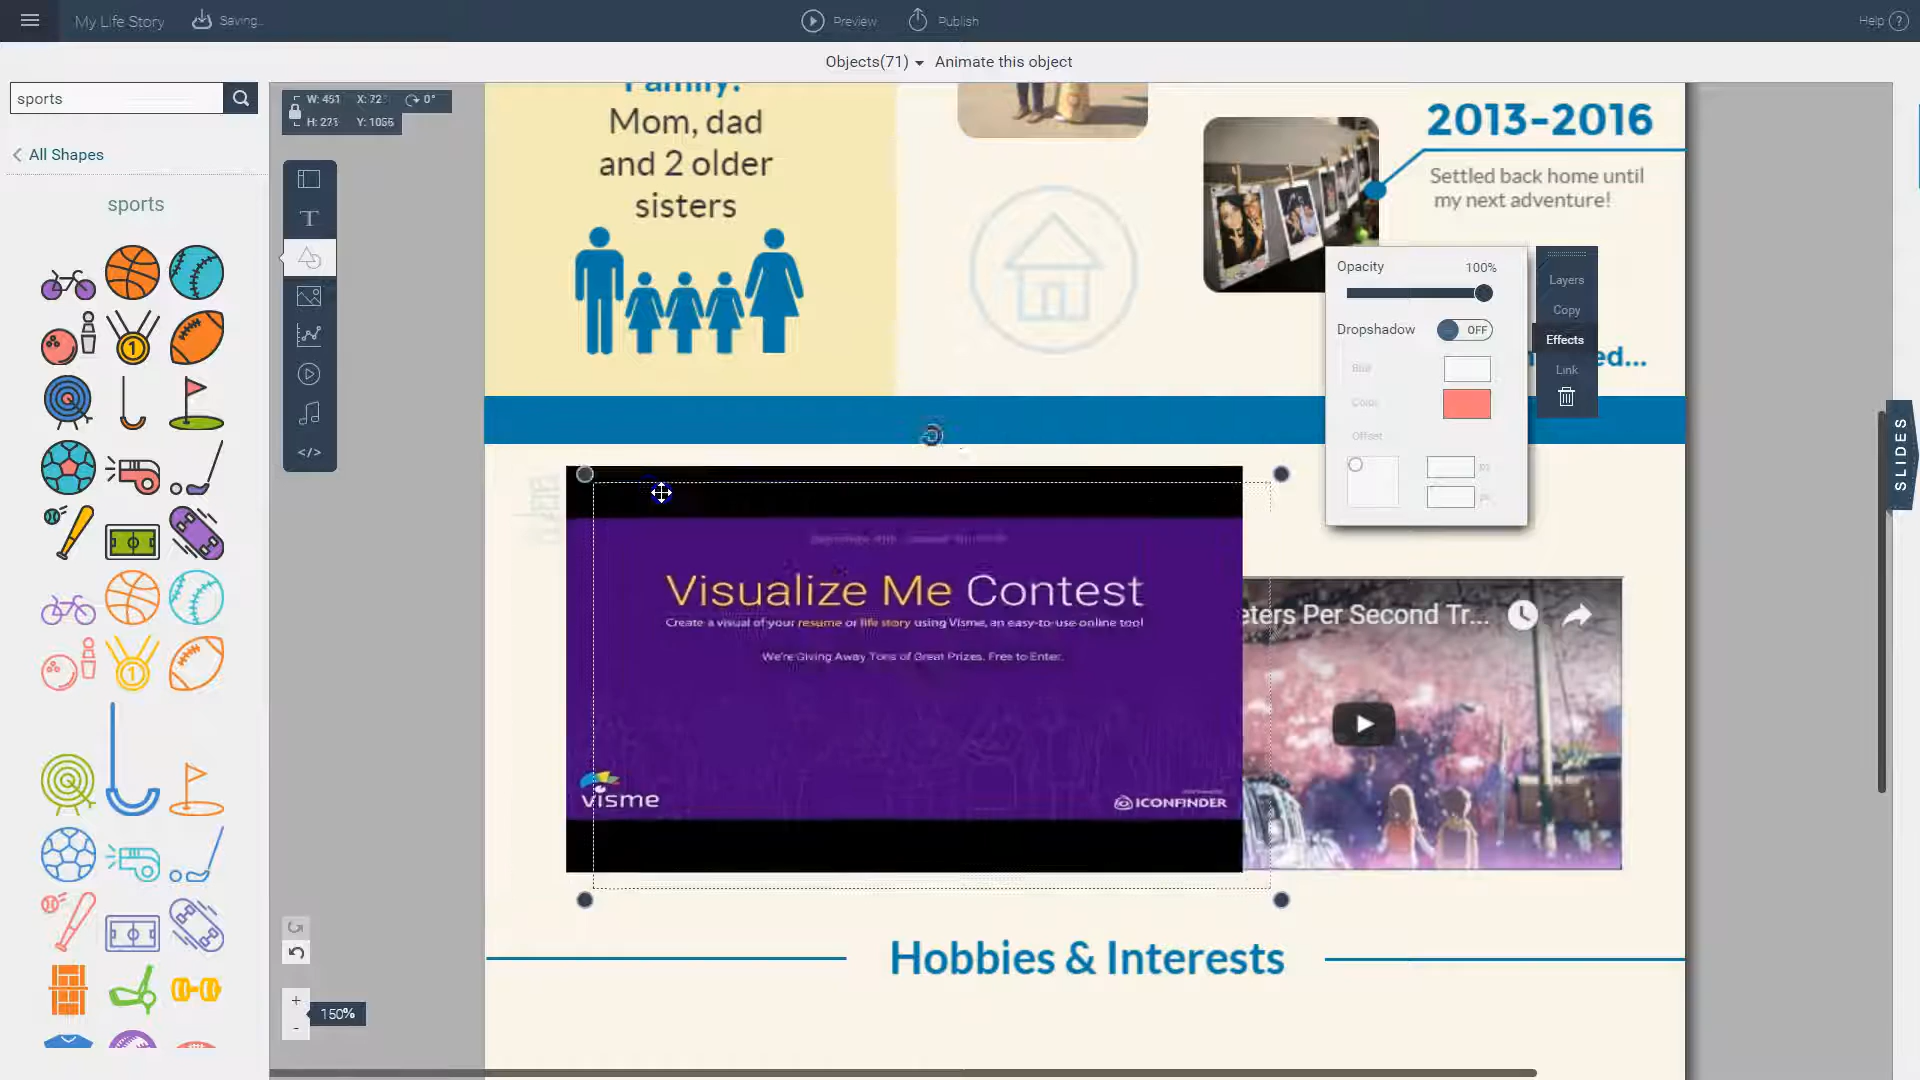 My Life Story
Saving...
Preview
Publish
Help ?
Objects(71)
Animate this object
sports
All Shapes
sports
W: 451 X: 72 0°
H: 271 Y: 1056
T
</>
Family:
Mom, dad
and 2 older
sisters
2013-2016
Settled back home until
my next adventure!
Opacity 100%
Dropshadow OFF
Blur
Color
Offset
Layers
Copy
Effects
Link
ed...
SLIDES
Visualize Me Contest
Create a visual of your resume or life story using Visme, an easy-to-use online tool
We're Giving Away Tons of Great Prizes. Free to Enter.
visme
ICONFINDER
eters Per Second Tr...
Hobbies & Interests
+
150%
-